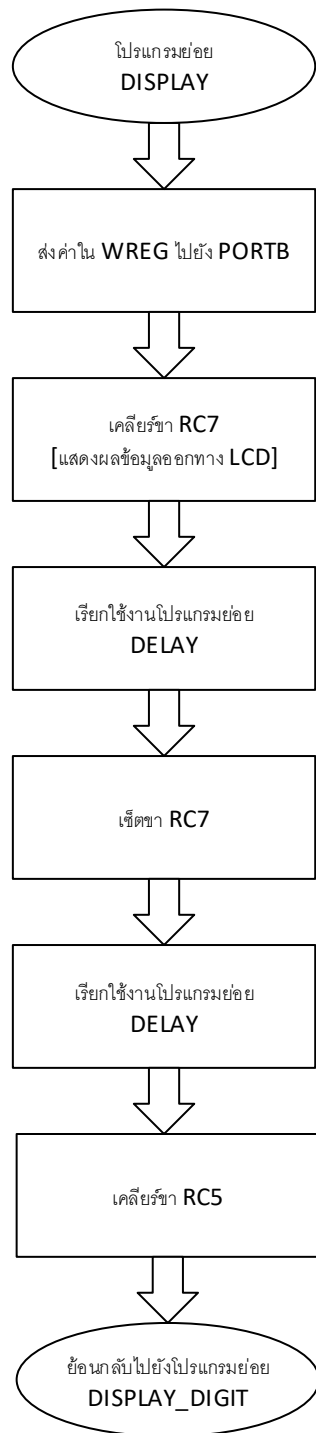 โปรแกรมย่อย
DISPLAY
ส่งค่าใน WREG ไปยัง PORTB
เคลียร์ขา RC7
[แสดงผลข้อมูลออกทาง LCD]
เรียกใช้งานโปรแกรมย่อย
DELAY
เซ็ตขา RC7
เรียกใช้งานโปรแกรมย่อย
DELAY
เคลียร์ขา RC5
ย้อนกลับไปยังโปรแกรมย่อย
DISPLAY_DIGIT